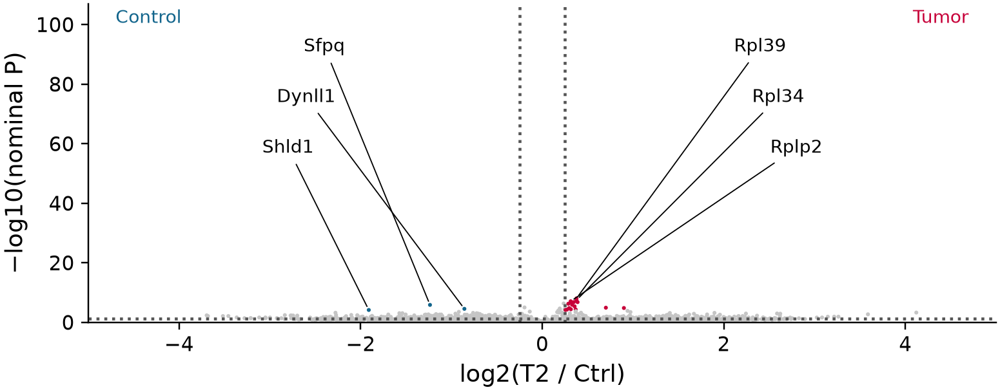 Control
Tumor
Sfpq
Dynll1
Shld1
Rpl39
Rpl34
Rplp2
−log10(nominal P)
100
80
60
40
20
0
−4
−2
0
2
4
log2(T2 / Ctrl)